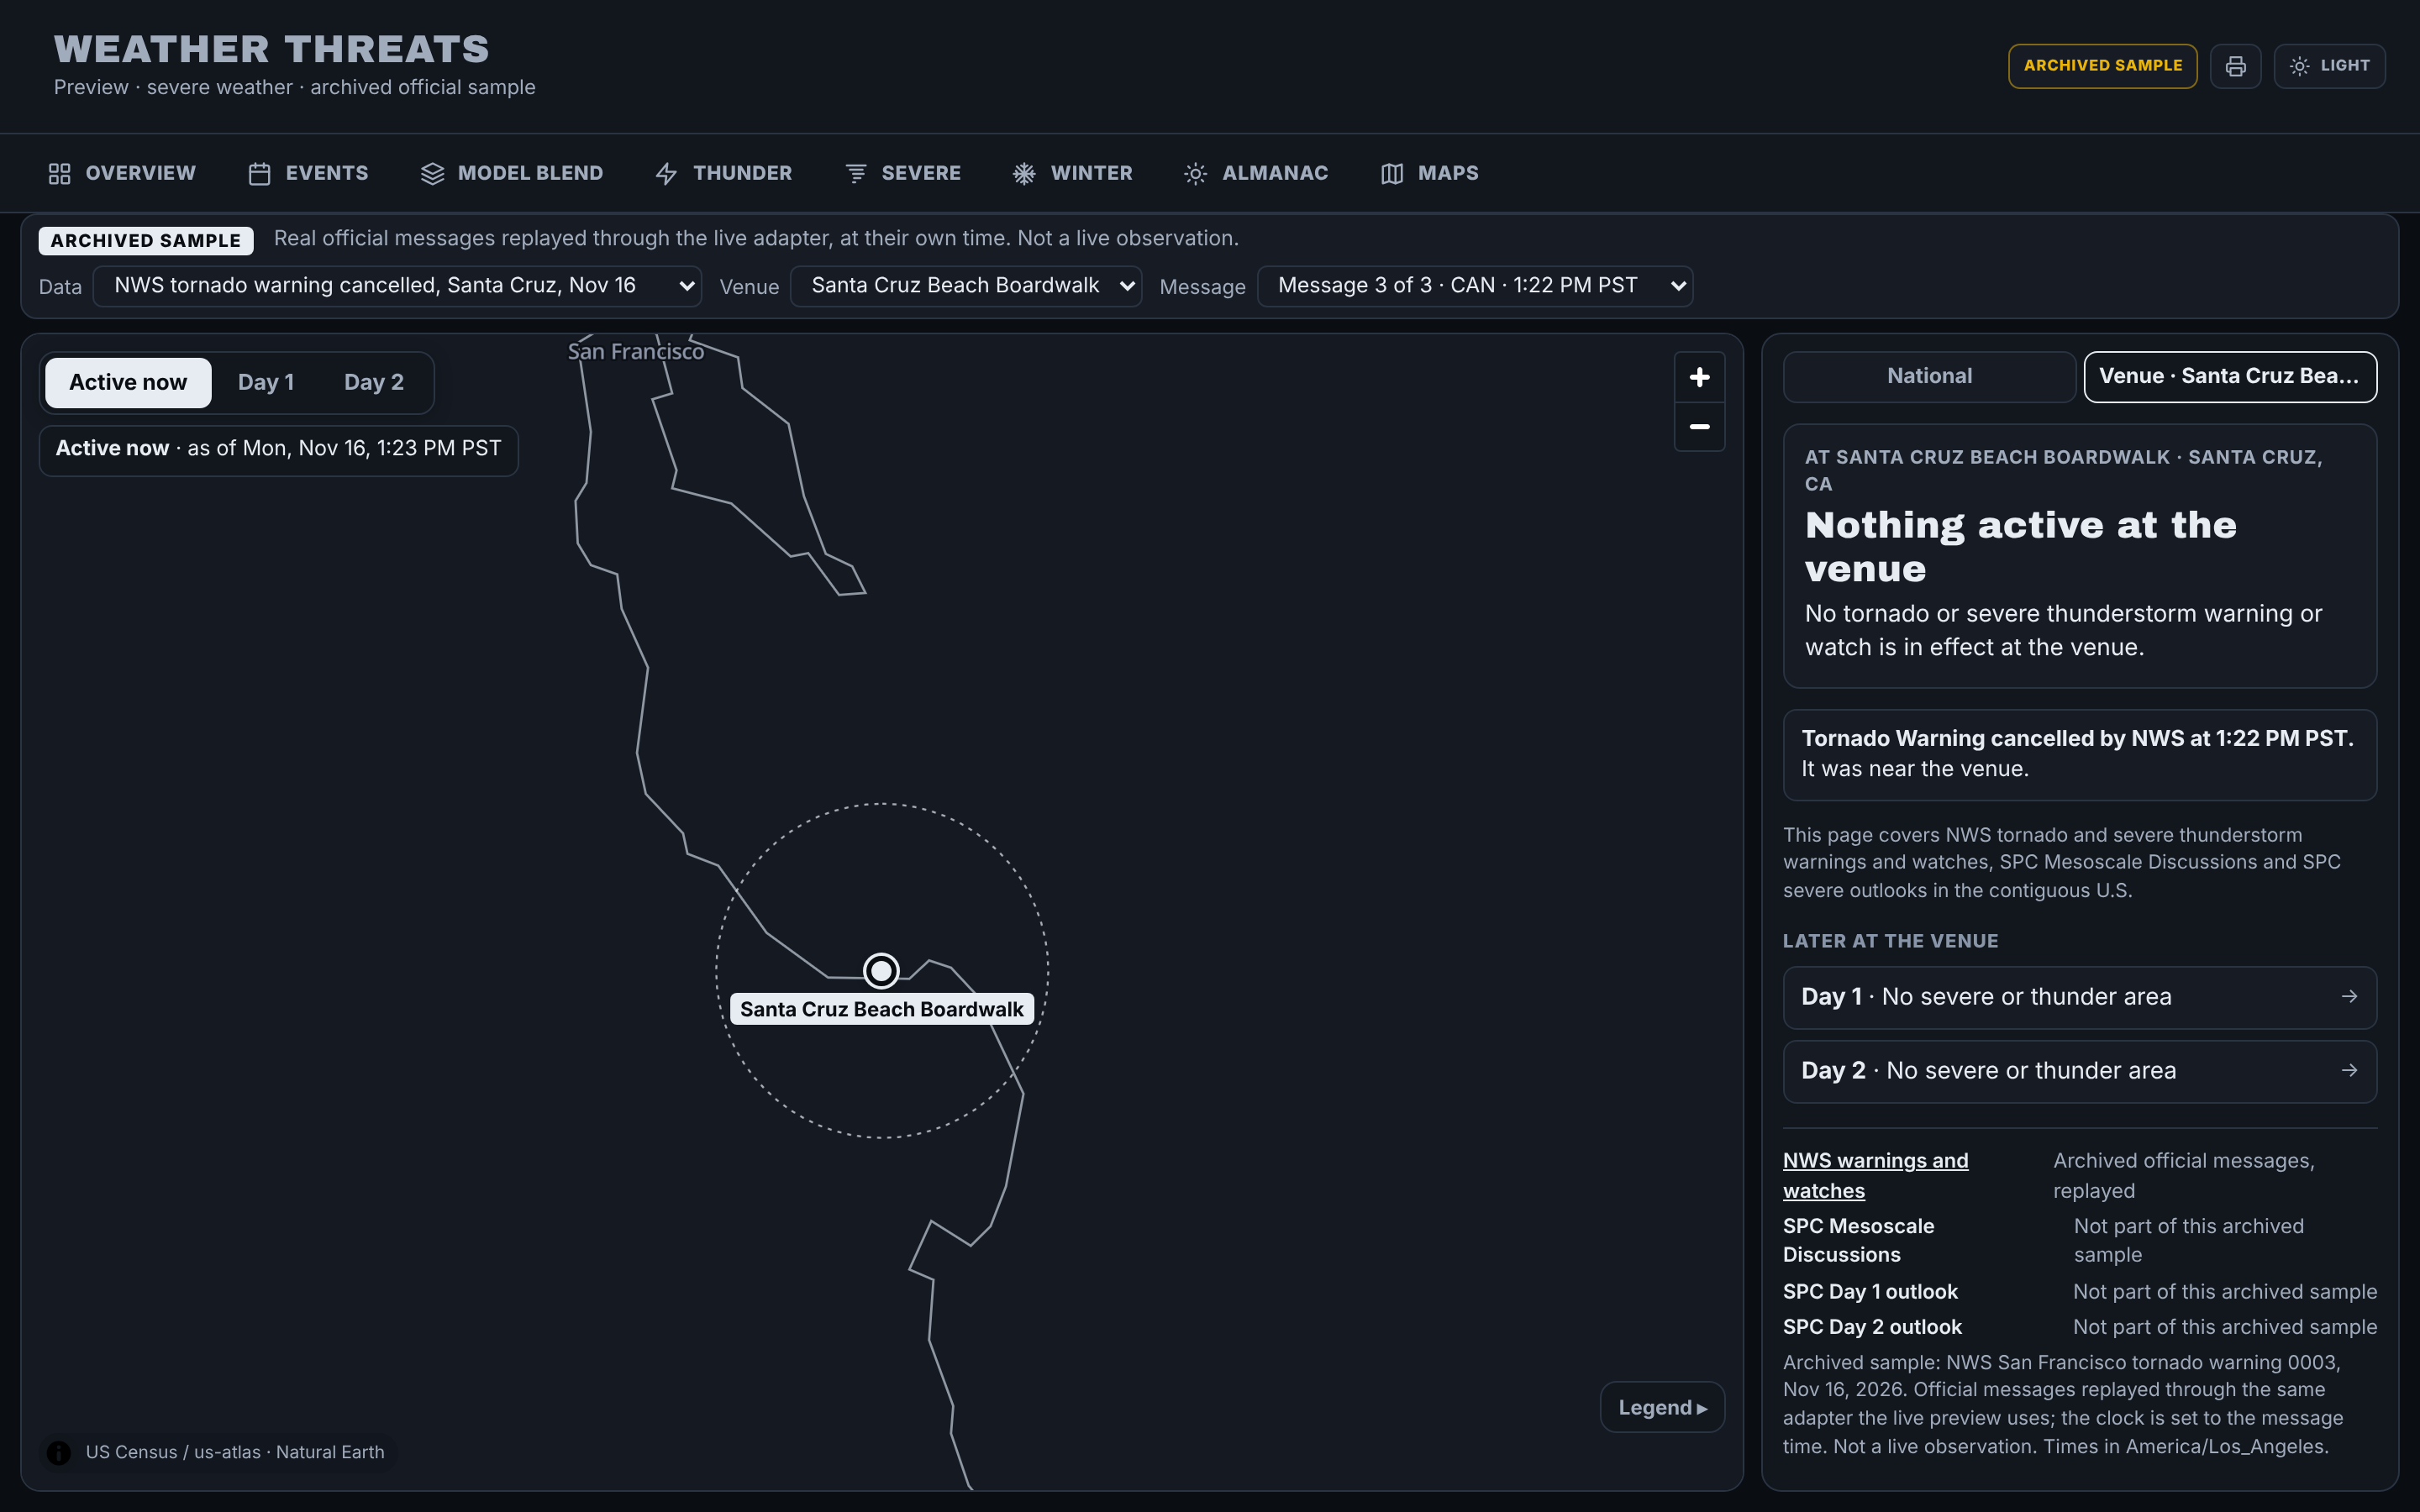 WEATHER THREATS
Preview · severe weather · archived official sample
ARCHIVED SAMPLE
LIGHT
OVERVIEW
EVENTS
MODEL BLEND
THUNDER
SEVERE
WINTER
ALMANAC
MAPS
ARCHIVED SAMPLE Real official messages replayed through the live adapter, at their own time. Not a live observation.
Data NWS tornado warning cancelled, Santa Cruz, Nov 16 Venue Santa Cruz Beach Boardwalk Message Message 3 of 3 · CAN · 1:22 PM PST
Active now Day 1 Day 2
Active now · as of Mon, Nov 16, 1:23 PM PST
San Francisco
+
−
Santa Cruz Beach Boardwalk
Legend ▸
US Census / us-atlas · Natural Earth
National
Venue · Santa Cruz Bea...
AT SANTA CRUZ BEACH BOARDWALK · SANTA CRUZ,
CA
Nothing active at the
venue
No tornado or severe thunderstorm warning or
watch is in effect at the venue.
Tornado Warning cancelled by NWS at 1:22 PM PST.
It was near the venue.
This page covers NWS tornado and severe thunderstorm
warnings and watches, SPC Mesoscale Discussions and SPC
severe outlooks in the contiguous U.S.
LATER AT THE VENUE
Day 1 · No severe or thunder area →
Day 2 · No severe or thunder area →
NWS warnings and
watches
Archived official messages,
replayed
SPC Mesoscale
Discussions
Not part of this archived
sample
SPC Day 1 outlook Not part of this archived sample
SPC Day 2 outlook Not part of this archived sample
Archived sample: NWS San Francisco tornado warning 0003,
Nov 16, 2026. Official messages replayed through the same
adapter the live preview uses; the clock is set to the message
time. Not a live observation. Times in America/Los_Angeles.